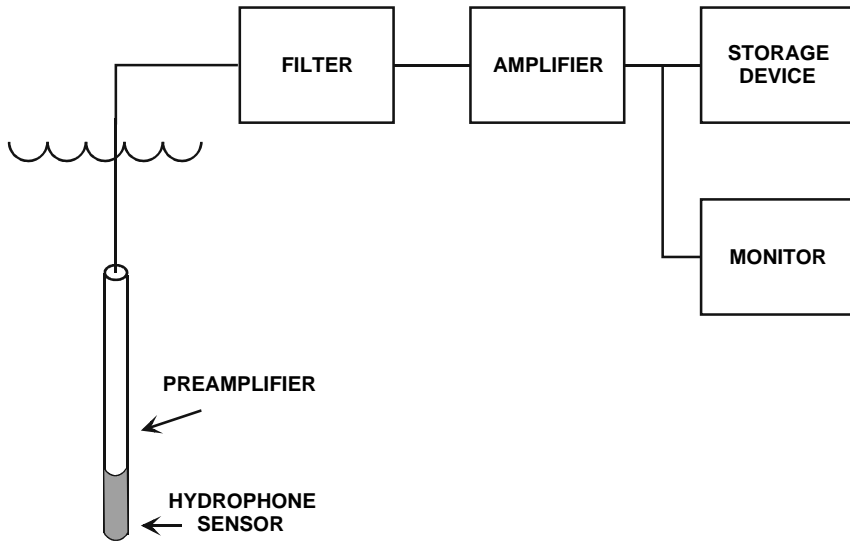 FILTER
AMPLIFIER
STORAGE
DEVICE
MONITOR
PREAMPLIFIER
HYDROPHONE
SENSOR